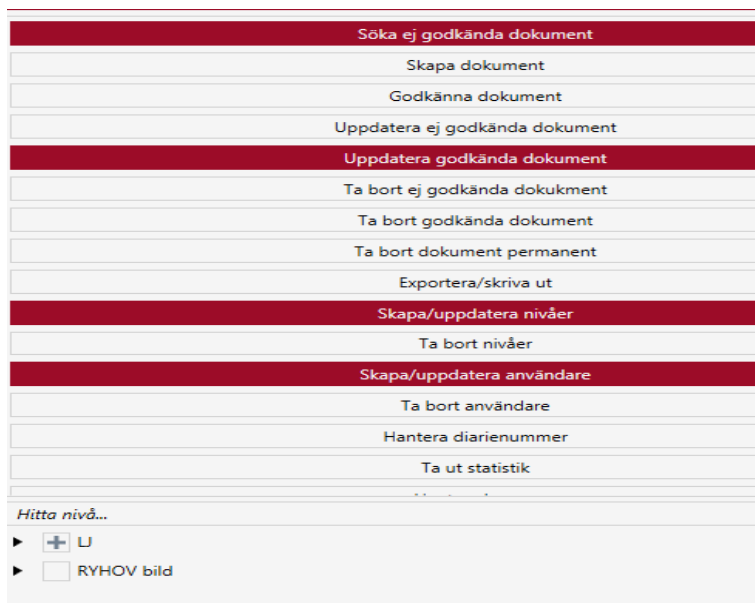 Söka ej godkända dokument
Skapa dokument
Godkänna dokument
Uppdatera ej godkända dokument
Uppdatera godkända dokument
Ta bort ej godkända dokukment
Ta bort godkända dokument
Ta bort dokument permanent
Exportera/skriva ut
Skapa/uppdatera nivåer
Ta bort nivåer
Skapa/uppdatera användare
Ta bort användare
Hantera diarienummer
Ta ut statistik
Hitta nivå...
LJ
RYHOV bild